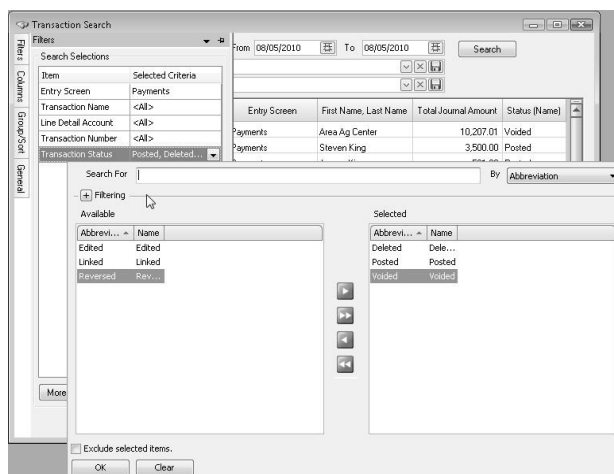 Transaction Search
Filters
From 08/05/2010 To 08/05/2010 Search
Search Selections
Item Selected Criteria
Entry Screen Payments
Transaction Name <All>
Line Detail Account <All>
Transaction Number <All>
Transaction Status Posted, Deleted...
Filters
Columns
Group/Sort
General
Entry Screen First Name, Last Name Total Journal Amount Status (Name)
Payments Area Ag Center 10,207.01 Voided
Payments Steven King 3,500.00 Posted
Search For By Abbreviation
Filtering
Available
Abbrevi... Name
Edited Edited
Linked Linked
Reversed Rev...
Selected
Abbrevi... Name
Deleted Dele...
Posted Posted
Voided Voided
More
Exclude selected items.
OK Clear